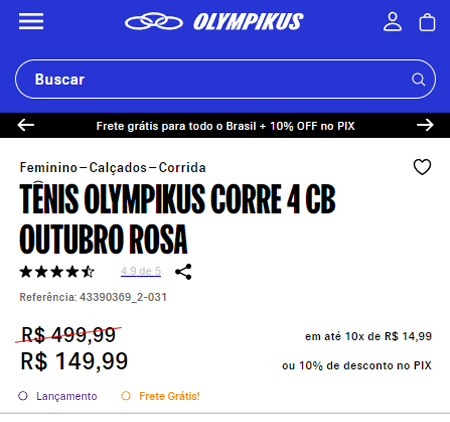 OLYMPIKUS
Buscar
Frete grátis para todo o Brasil + 10% OFF no PIX
Feminino – Calçados – Corrida
TÊNIS OLYMPIKUS CORRE 4 CB
OUTUBRO ROSA
4.9 de 5
Referência: 43390369_2-031
R$ 499,99
em até 10x de R$ 14,99
R$ 149,99
ou 10% de desconto no PIX
Lançamento
Frete Grátis!